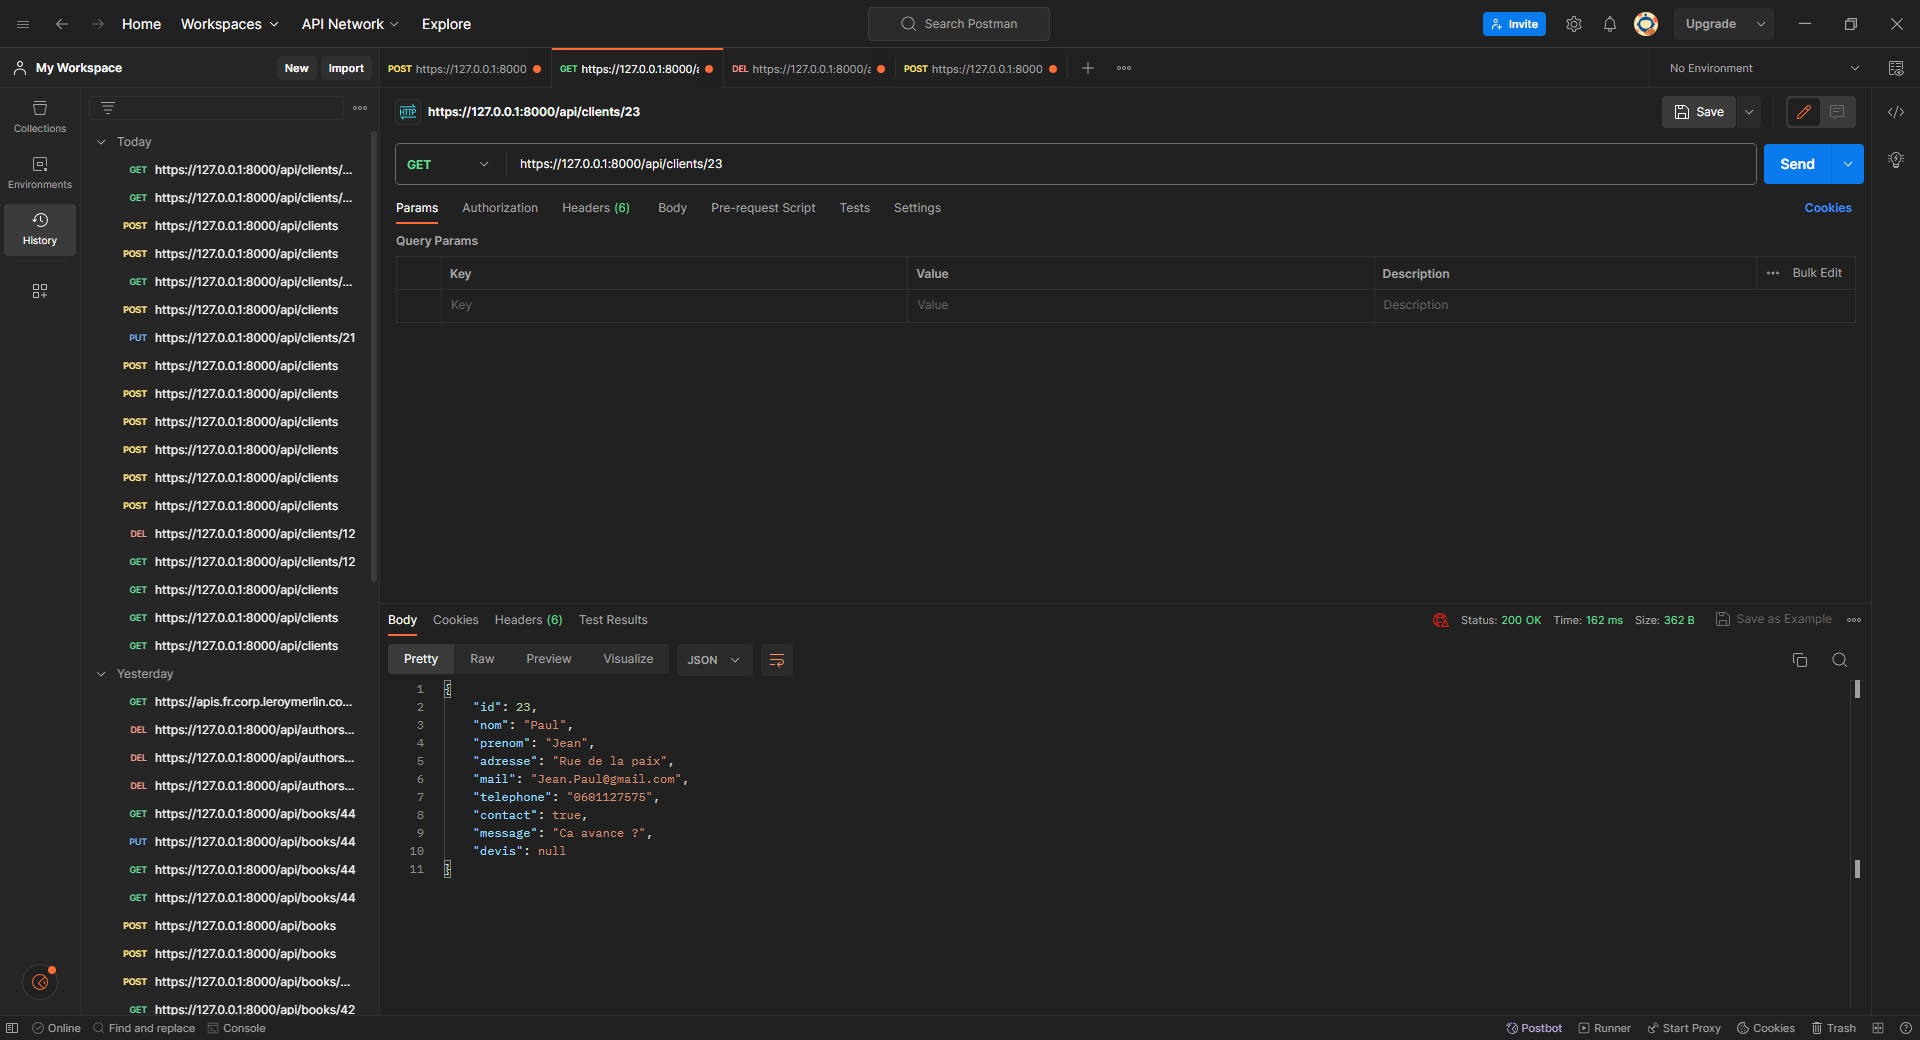 Home Workspaces API Network Explore Search Postman Invite Upgrade
My Workspace New Import POST https://127.0.0.1:8000 GET https://127.0.0.1:8000/a DEL https://127.0.0.1:8000/a POST https://127.0.0.1:8000 No Environment
Collections
Environments
History
Today
GET https://127.0.0.1:8000/api/clients/...
GET https://127.0.0.1:8000/api/clients/...
POST https://127.0.0.1:8000/api/clients
POST https://127.0.0.1:8000/api/clients
GET https://127.0.0.1:8000/api/clients/...
POST https://127.0.0.1:8000/api/clients
PUT https://127.0.0.1:8000/api/clients/21
POST https://127.0.0.1:8000/api/clients
POST https://127.0.0.1:8000/api/clients
POST https://127.0.0.1:8000/api/clients
POST https://127.0.0.1:8000/api/clients
POST https://127.0.0.1:8000/api/clients
POST https://127.0.0.1:8000/api/clients
DEL https://127.0.0.1:8000/api/clients/12
GET https://127.0.0.1:8000/api/clients/12
GET https://127.0.0.1:8000/api/clients
GET https://127.0.0.1:8000/api/clients
GET https://127.0.0.1:8000/api/clients
Yesterday
GET https://apis.fr.corp.leroymerlin.co...
DEL https://127.0.0.1:8000/api/authors...
DEL https://127.0.0.1:8000/api/authors...
DEL https://127.0.0.1:8000/api/authors...
GET https://127.0.0.1:8000/api/books/44
PUT https://127.0.0.1:8000/api/books/44
GET https://127.0.0.1:8000/api/books/44
GET https://127.0.0.1:8000/api/books/44
POST https://127.0.0.1:8000/api/books
POST https://127.0.0.1:8000/api/books
POST https://127.0.0.1:8000/api/books/...
GET https://127.0.0.1:8000/api/books/42
HTTP https://127.0.0.1:8000/api/clients/23 Save
GET https://127.0.0.1:8000/api/clients/23 Send
Params Authorization Headers (6) Body Pre-request Script Tests Settings Cookies
Query Params
Key Value Description Bulk Edit
Key Value Description
Body Cookies Headers (6) Test Results Status: 200 OK Time: 162 ms Size: 362 B Save as Example
Pretty Raw Preview Visualize JSON
1 {
2 "id": 23,
3 "nom": "Paul",
4 "prenom": "Jean",
5 "adresse": "Rue de la paix",
6 "mail": "Jean.Paul@gmail.com",
7 "telephone": "0601127575",
8 "contact": true,
9 "message": "Ca avance ?",
10 "devis": null
11 }
Online Find and replace Console Postbot Runner Start Proxy Cookies Trash